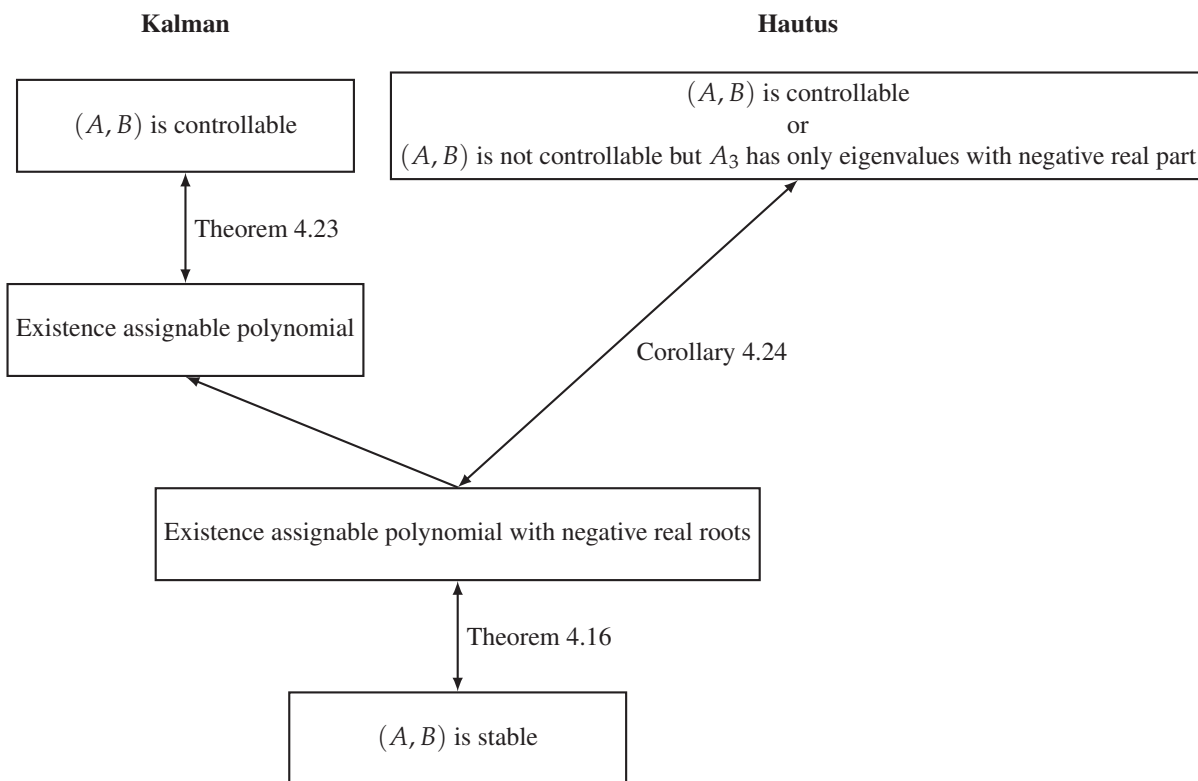 Kalman
Hautus
(A, B) is controllable
(A, B) is controllable
or
(A, B) is not controllable but A₃ has only eigenvalues with negative real part
Theorem 4.23
Existence assignable polynomial
Corollary 4.24
Existence assignable polynomial with negative real roots
Theorem 4.16
(A, B) is stable